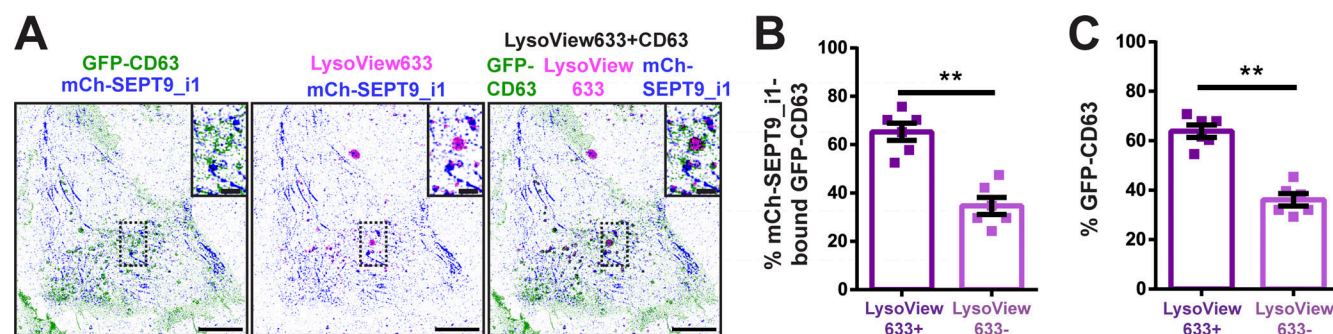 A
GFP-CD63
mCh-SEPT9_i1
LysoView633
mCh-SEPT9_i1
LysoView633+CD63
GFP- LysoView mCh-
CD63 633 SEPT9_i1
B
% mCh-SEPT9_i1-
bound GFP-CD63
100
80
60
40
20
0
**
LysoView LysoView
633+ 633-
C
% GFP-CD63
100
80
60
40
20
0
**
LysoView LysoView
633+ 633-